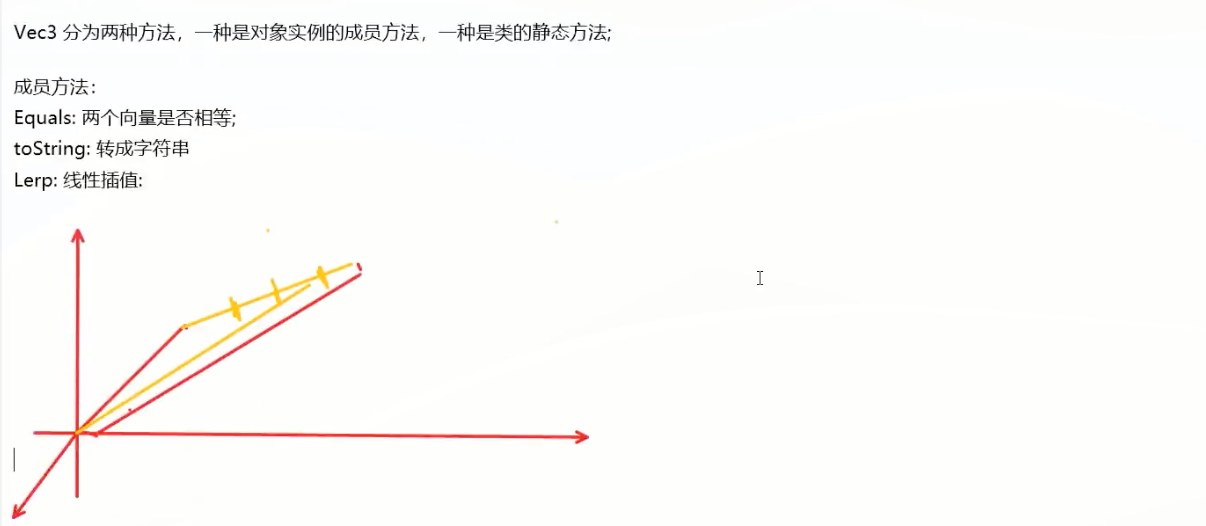 Vec3 分为两种方法，一种是对象实例的成员方法，一种是类的静态方法;
成员方法：
Equals: 两个向量是否相等;
toString: 转成字符串
Lerp: 线性插值: